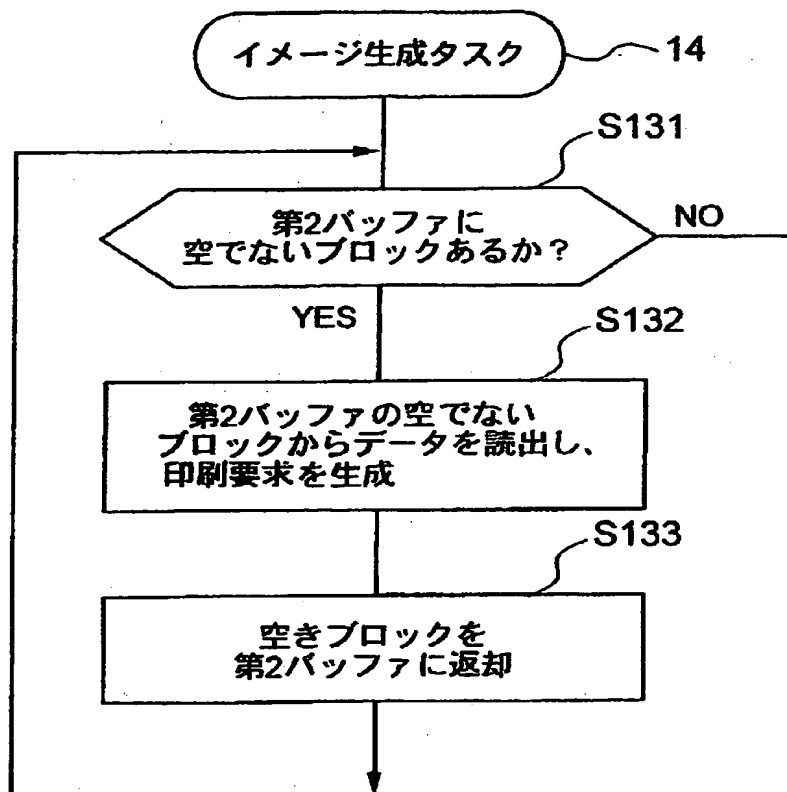 イメージ生成タスク
14
S131
第2バッファに
空でないブロックあるか？
NO
YES
S132
第2バッファの空でない
ブロックからデータを読出し、
印刷要求を生成
S133
空きブロックを
第2バッファに返却